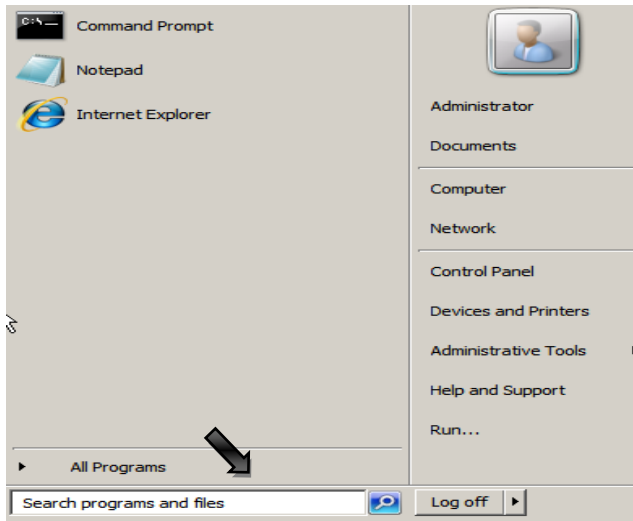 C:\
Command Prompt
Notepad
Internet Explorer
All Programs
Search programs and files
Administrator
Documents
Computer
Network
Control Panel
Devices and Printers
Administrative Tools
Help and Support
Run...
Log off